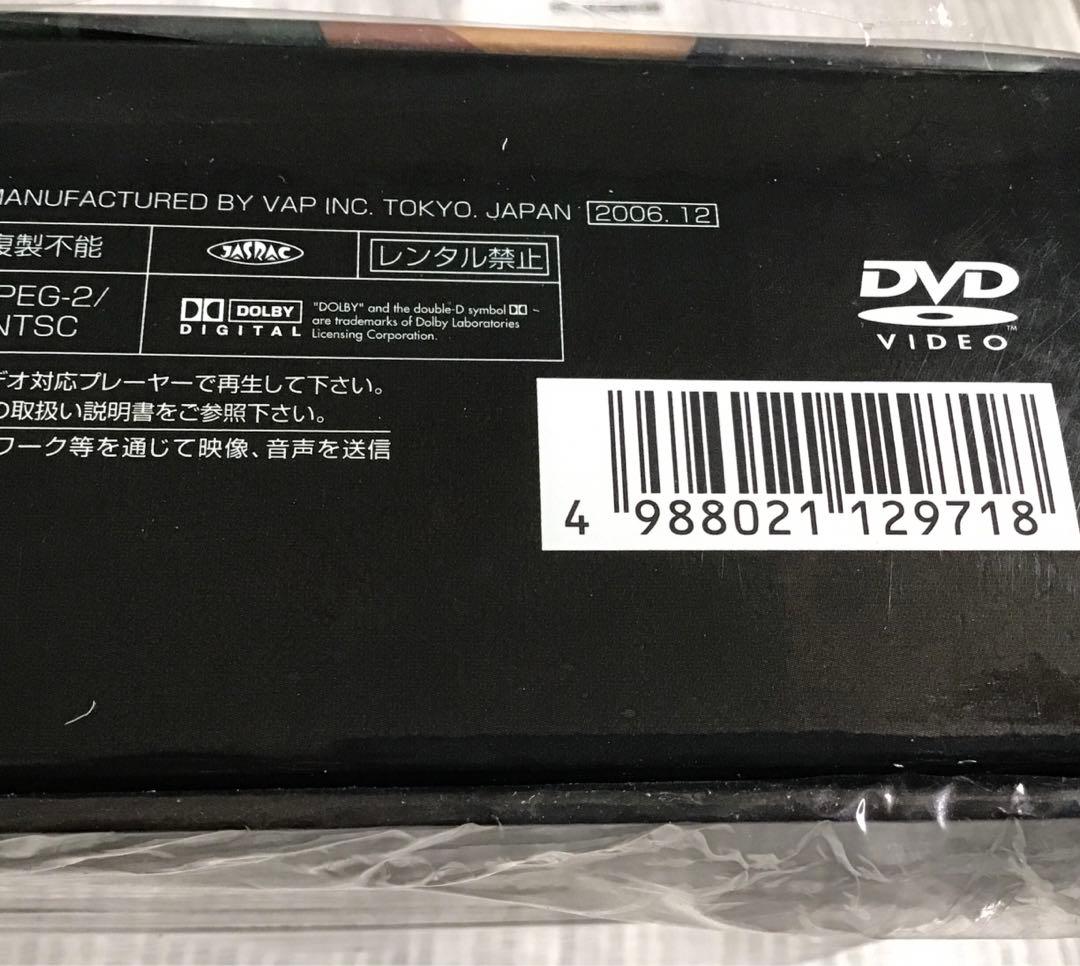 MANUFACTURED BY VAP INC. TOKYO. JAPAN 2006.12
複製不能
JASRAC
レンタル禁止
PEG-2/
NTSC
DOLBY
DIGITAL
"DOLBY" and the double-D symbol
are trademarks of Dolby Laboratories
Licensing Corporation.
DVD
VIDEO
TM
デオ対応プレーヤーで再生して下さい。
の取扱い説明書をご参照下さい。
ワーク等を通じて映像、音声を送信
4 988021 129718